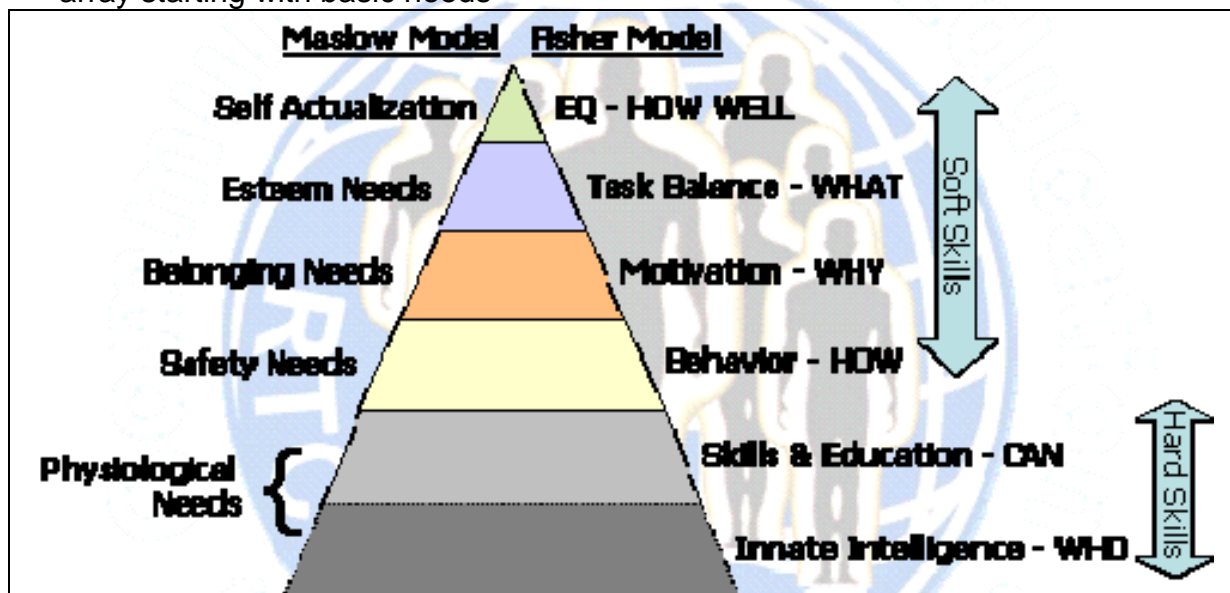 array starting with basic needs
Maslow Model Fisher Model
Self Actualization EQ - HOW WELL
Esteem Needs Task Balance - WHAT
Belonging Needs Motivation - WHY
Safety Needs Behavior - HOW
Soft Skills
Physiological
Needs
Skills & Education - CAN
Innate Intelligence - WHO
Hard Skills
RTC